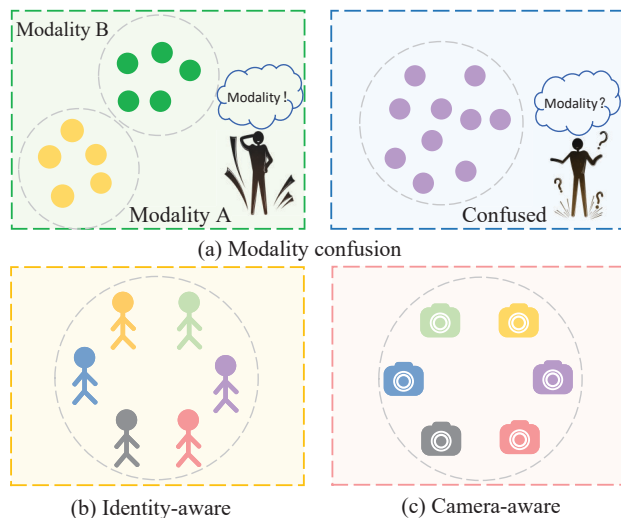 Modality B
Modality!
Modality A
Modality?
?
?
?
Confused
(a) Modality confusion
(b) Identity-aware
(c) Camera-aware